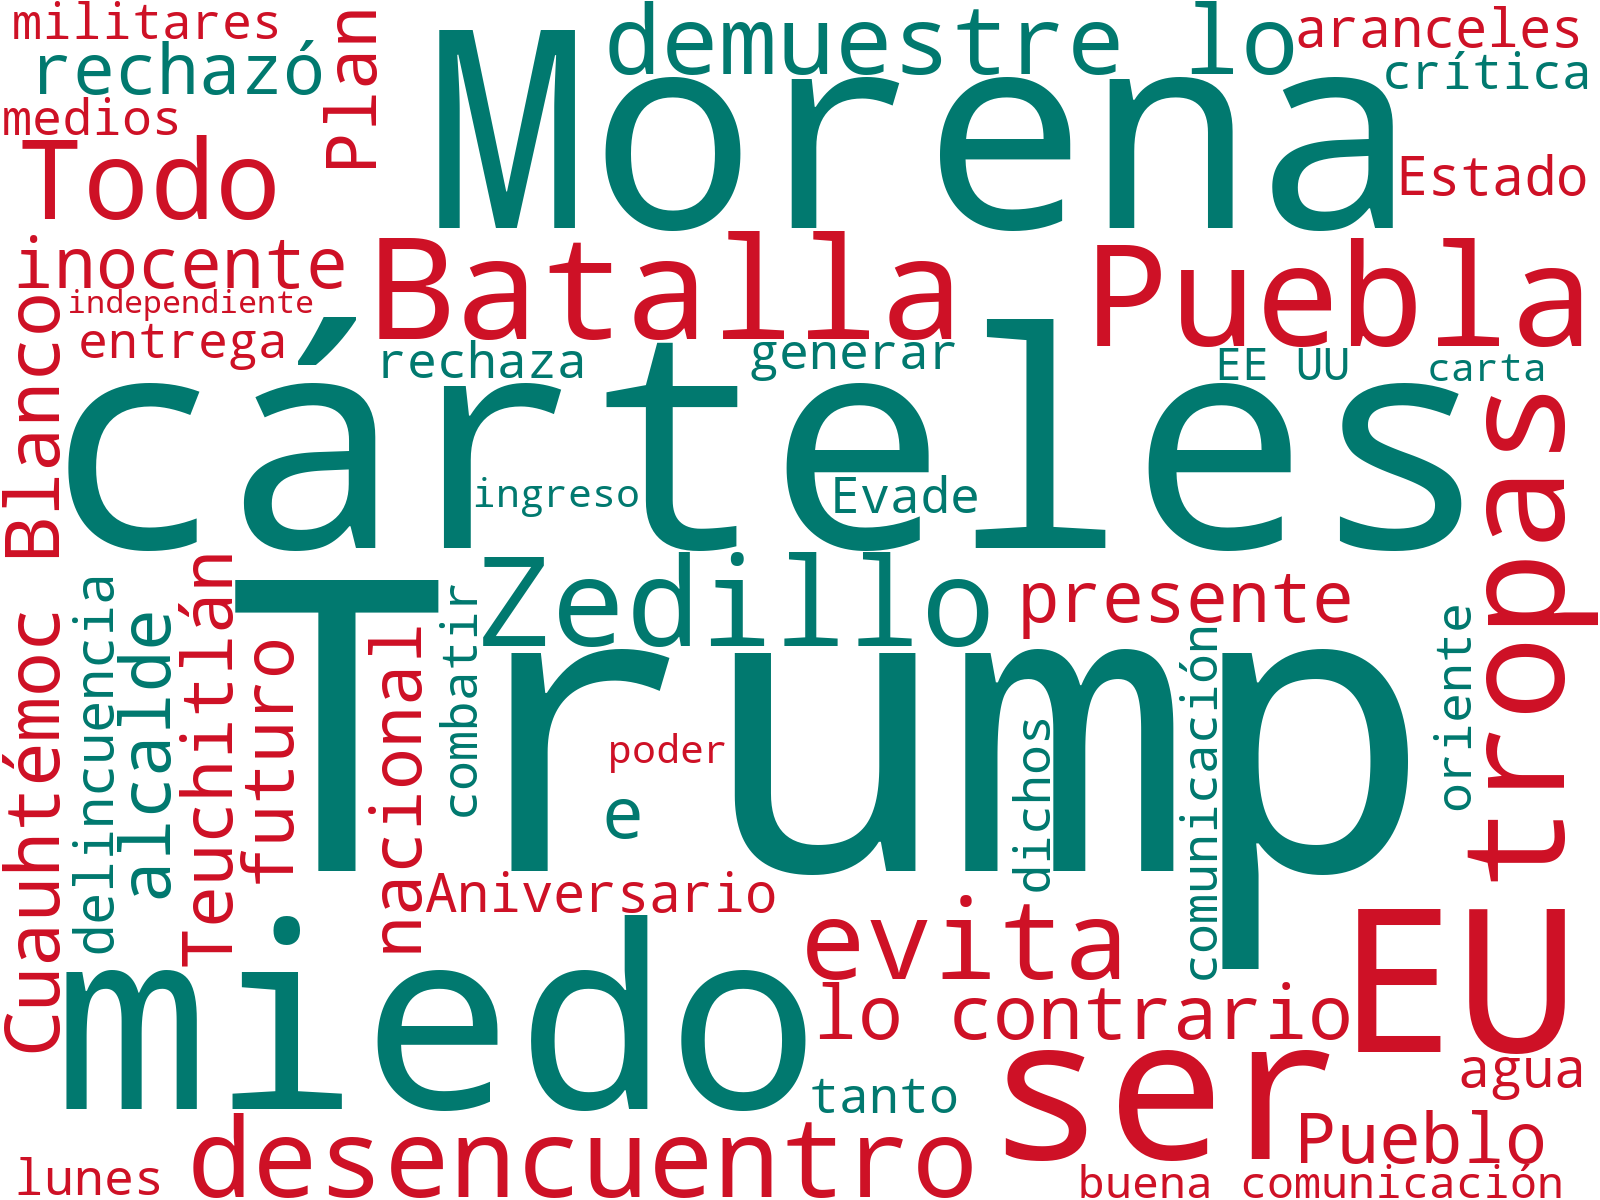 militares
rechazó
medios
Plan
Todo
demuestre lo
Morena
aranceles
crítica
Estado
inocente
independiente
entrega
Batalla
Puebla
rechaza
generar
EE UU
carta
cárteles
Blanco
ingreso
Evade
tropas
Zedillo
presente
Trump
Cuauhtémoc
delincuencia
alcalde
Teuchitlán
futuro
nacional
combatir
poder
e
dichos
comunicación
oriente
Aniversario
miedo
evita
EU
lo contrario
ser
agua
tanto
Pueblo
desencuentro
lunes
buena comunicación